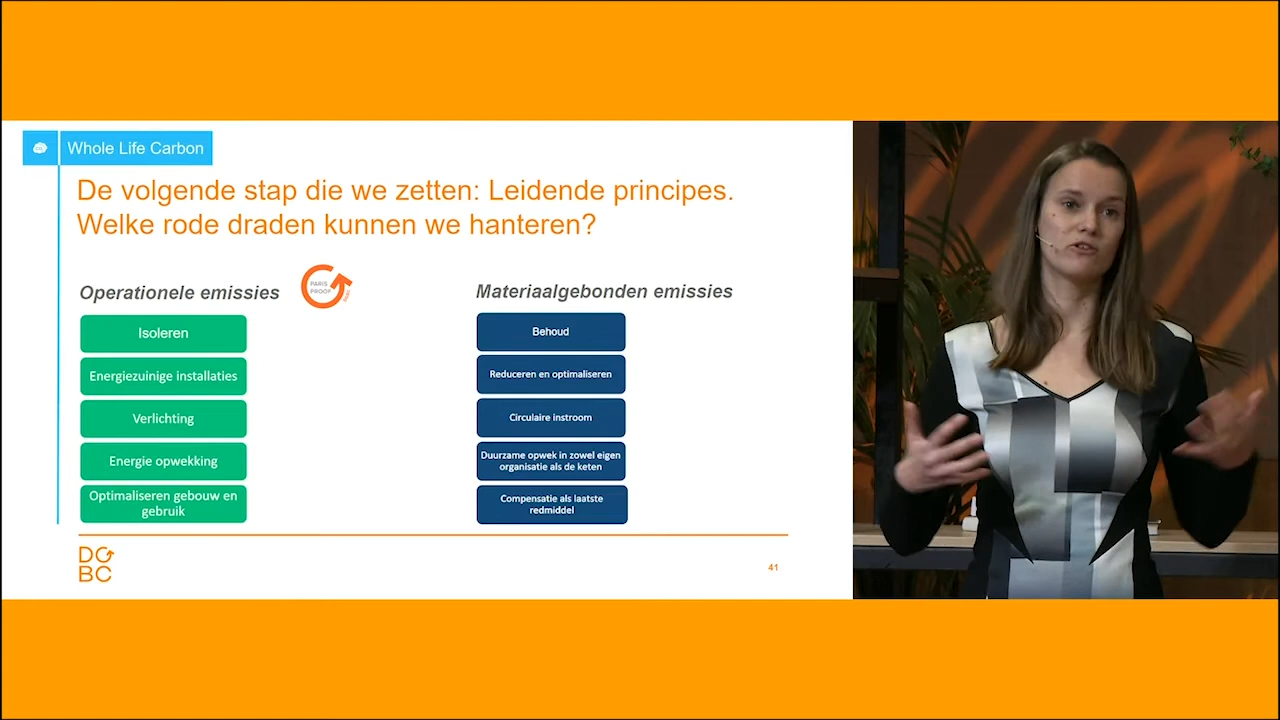 Whole Life Carbon
De volgende stap die we zetten: Leidende principes.
Welke rode draden kunnen we hanteren?
Operationele emissies
PARIS
PROOF
Isoleren
Energiezuinige installaties
Verlichting
Energie opwekking
Optimaliseren gebouw en
gebruik
Materiaalgebonden emissies
Behoud
Reduceren en optimaliseren
Circulaire instroom
Duurzame opwek in zowel eigen
organisatie als de keten
Compensatie als laatste
redmiddel
DGBC
41